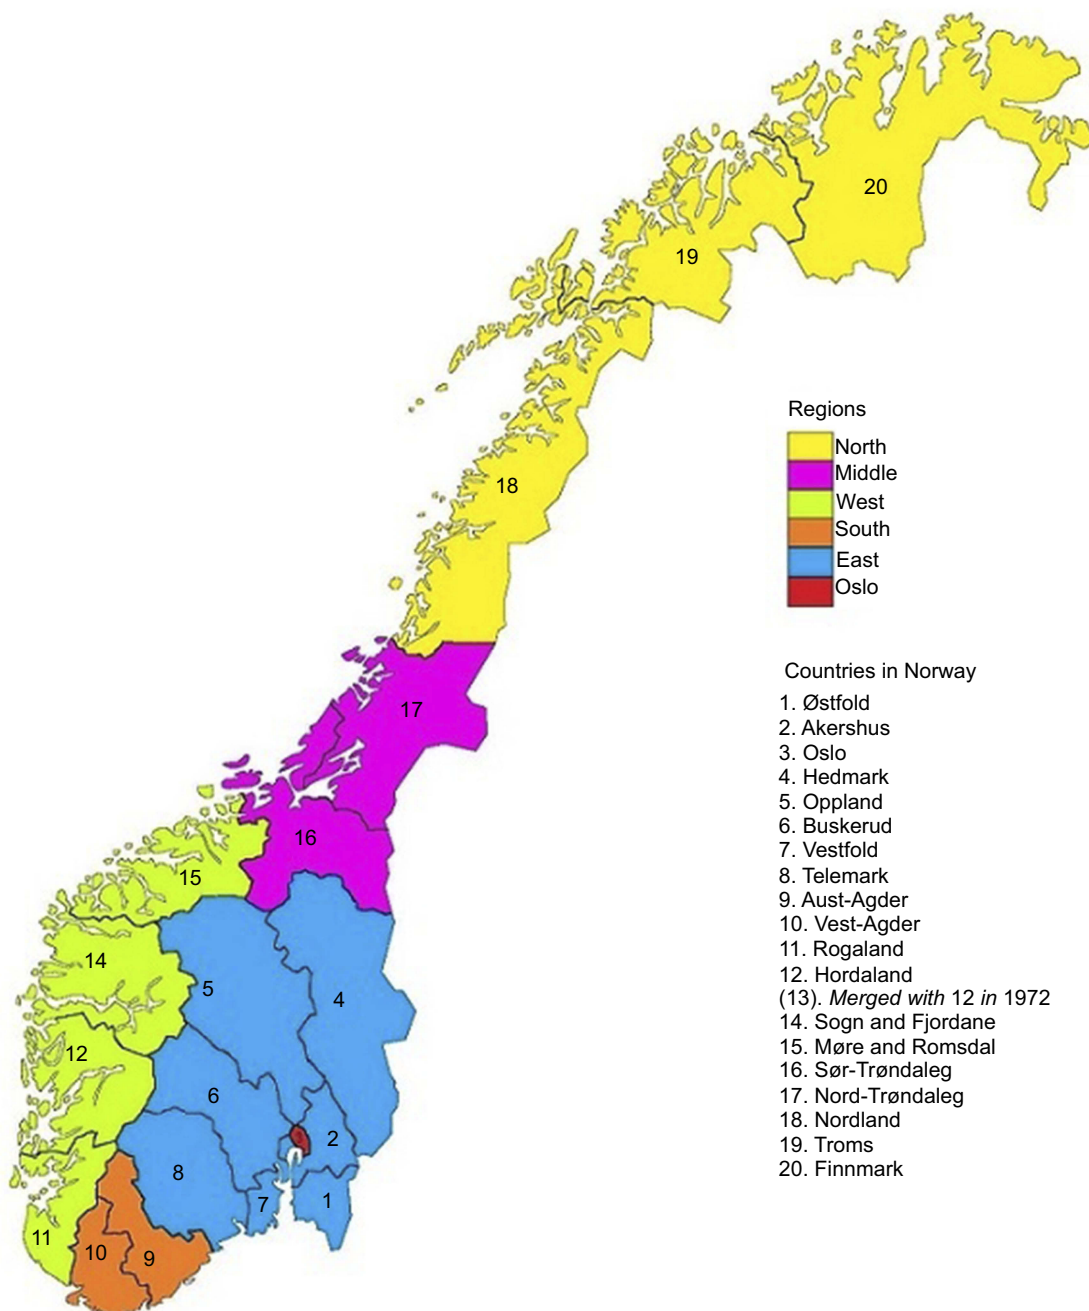 20
19
18
17
16
15
14
5
4
12
6
2
8
7
1
11
10
9
Regions
North
Middle
West
South
East
Oslo
Countries in Norway
1. Østfold
2. Akershus
3. Oslo
4. Hedmark
5. Oppland
6. Buskerud
7. Vestfold
8. Telemark
9. Aust-Agder
10. Vest-Agder
11. Rogaland
12. Hordaland
(13). Merged with 12 in 1972
14. Sogn and Fjordane
15. Møre and Romsdal
16. Sør-Trøndaleg
17. Nord-Trøndaleg
18. Nordland
19. Troms
20. Finnmark